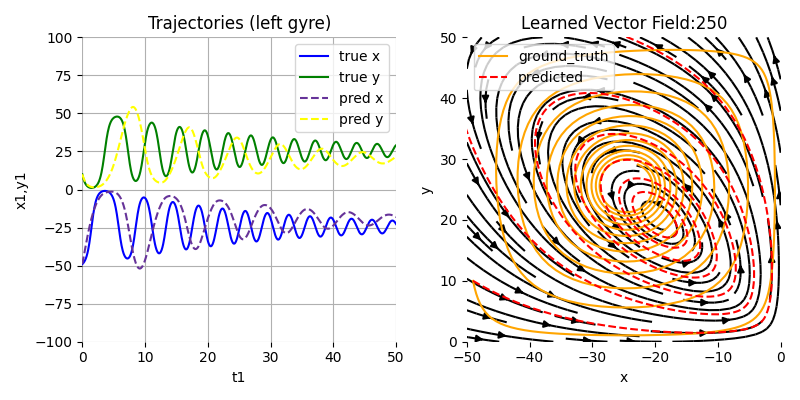 Trajectories (left gyre)
100
75
50
25
0
−25
−50
−75
−100
x1,y1
0
10
20
30
40
50
t1
true x
true y
pred x
pred y
Learned Vector Field:250
50
40
30
20
10
0
y
−50
−40
−30
−20
−10
0
x
ground_truth
predicted